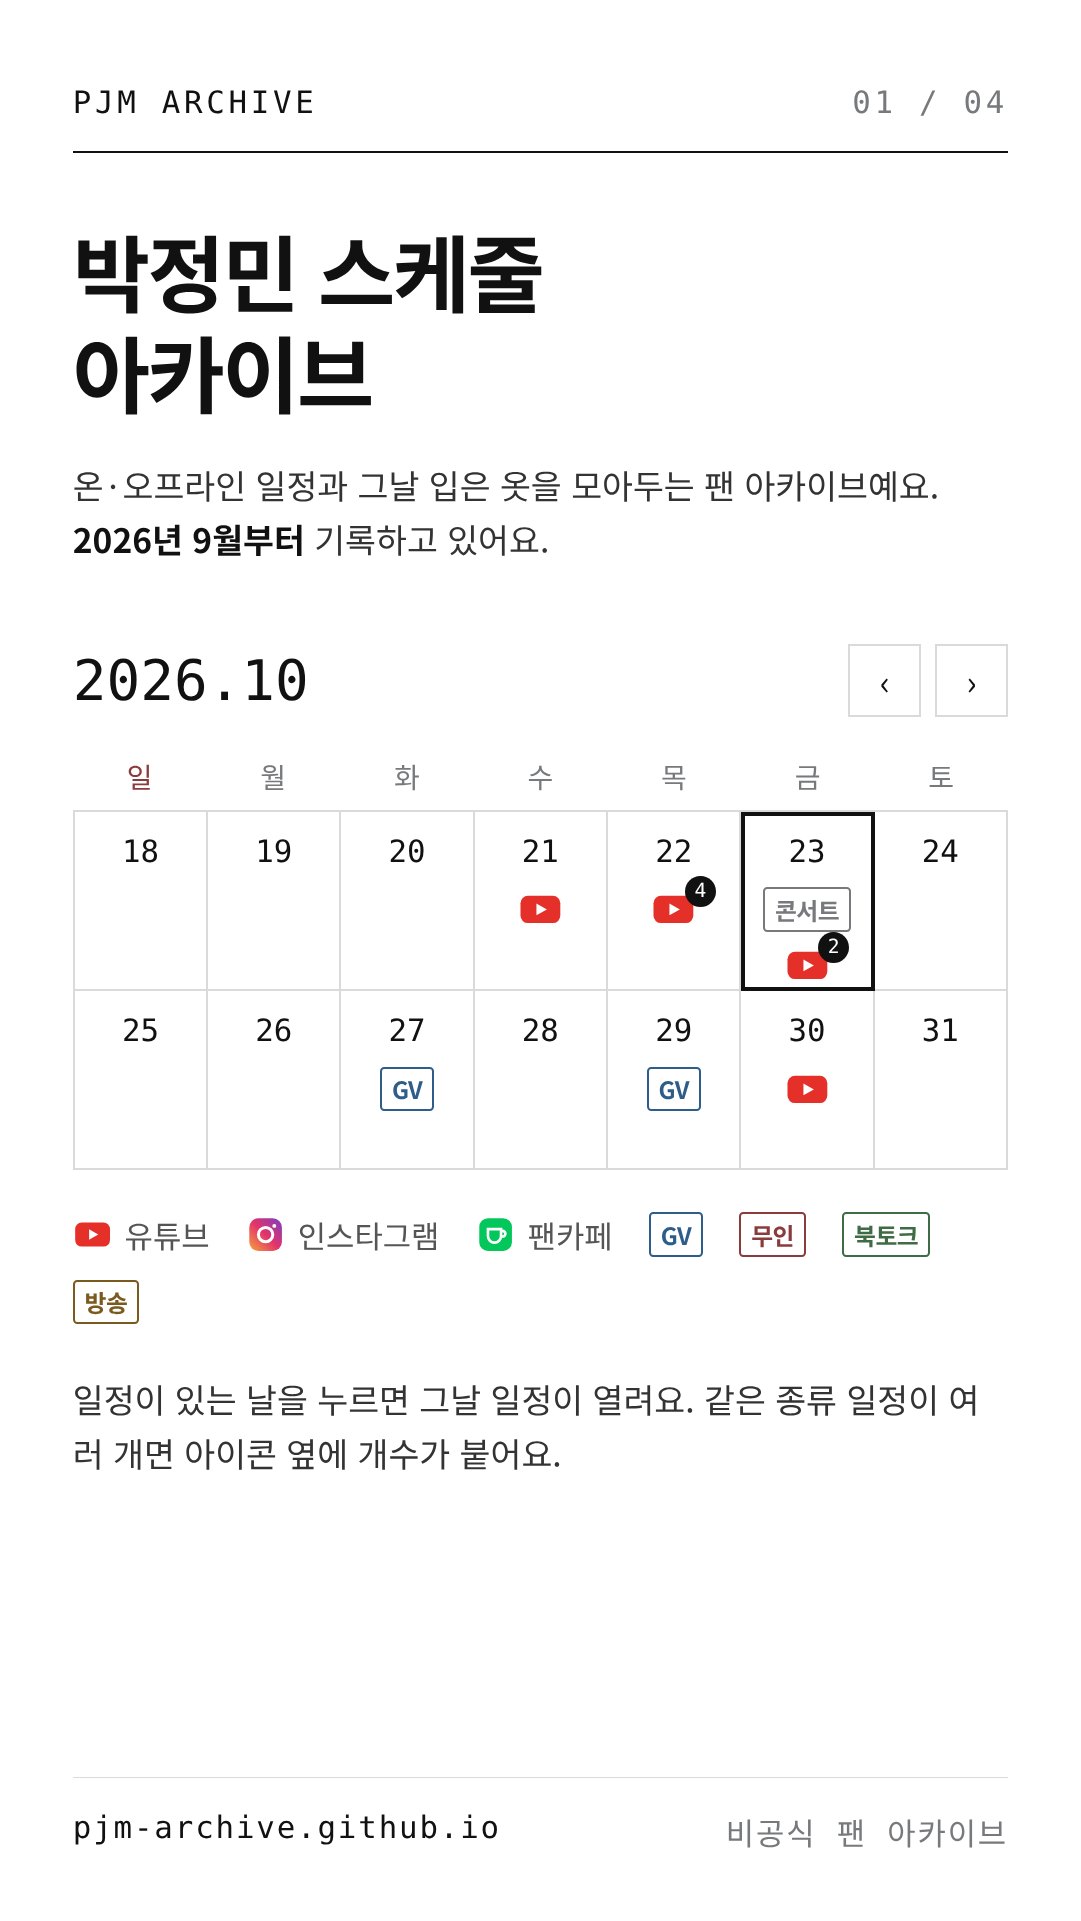 PJM ARCHIVE 01 / 04
박정민 스케줄
아카이브
온·오프라인 일정과 그날 입은 옷을 모아두는 팬 아카이브예요.
2026년 9월부터 기록하고 있어요.
2026.10 ‹ ›
일 월 화 수 목 금 토
18 19 20 21 22 23 24
4
콘서트
2
25 26 27 28 29 30 31
GV GV
유튜브 인스타그램 팬카페 GV 무인 북토크
방송
일정이 있는 날을 누르면 그날 일정이 열려요. 같은 종류 일정이 여
러 개면 아이콘 옆에 개수가 붙어요.
pjm-archive.github.io 비공식 팬 아카이브